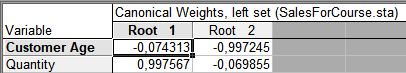 Canonical Weights, left set (SalesForCourse.sta)
Variable Root 1 Root 2
Customer Age -0,074313 -0,997245
Quantity 0,997567 -0,069855